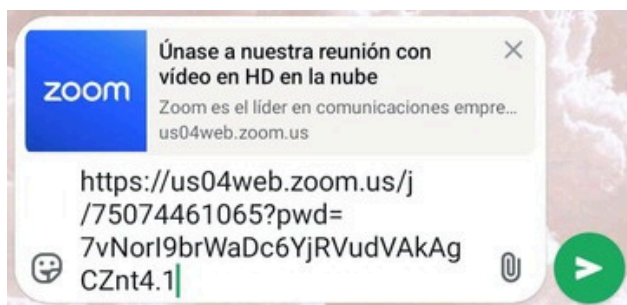 zoom
Únase a nuestra reunión con
vídeo en HD en la nube
Zoom es el líder en comunicaciones empre...
us04web.zoom.us
https://us04web.zoom.us/j
/75074461065?pwd=
7vNorI9brWaDc6YjRVudVAkAg
CZnt4.1